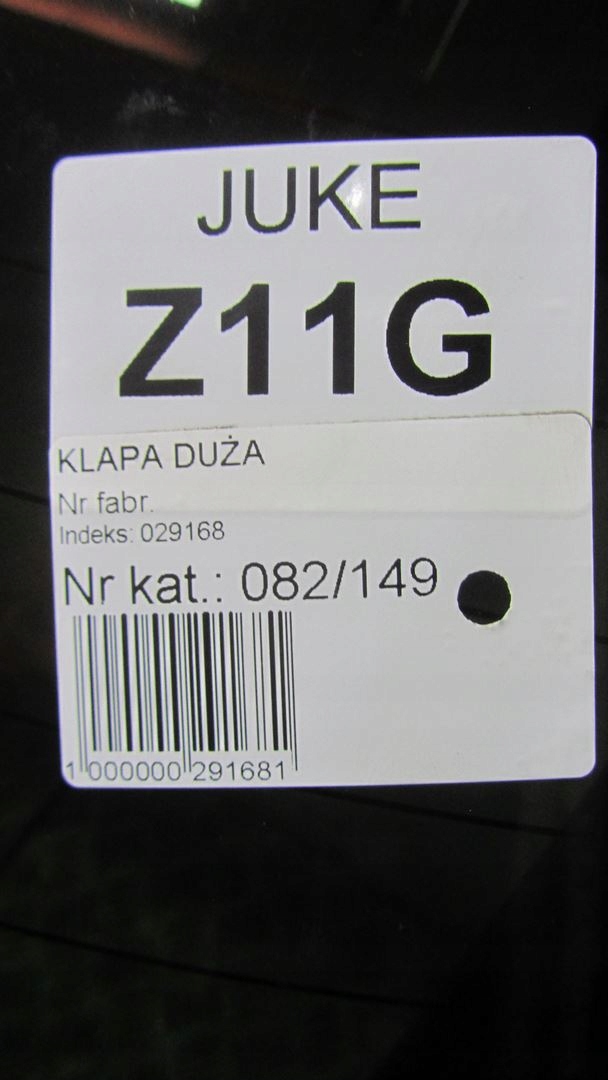 JUKE
Z11G
KLAPA DUŻA
Nr fabr.
Indeks: 029168
Nr kat.: 082/149
1 000000 291681